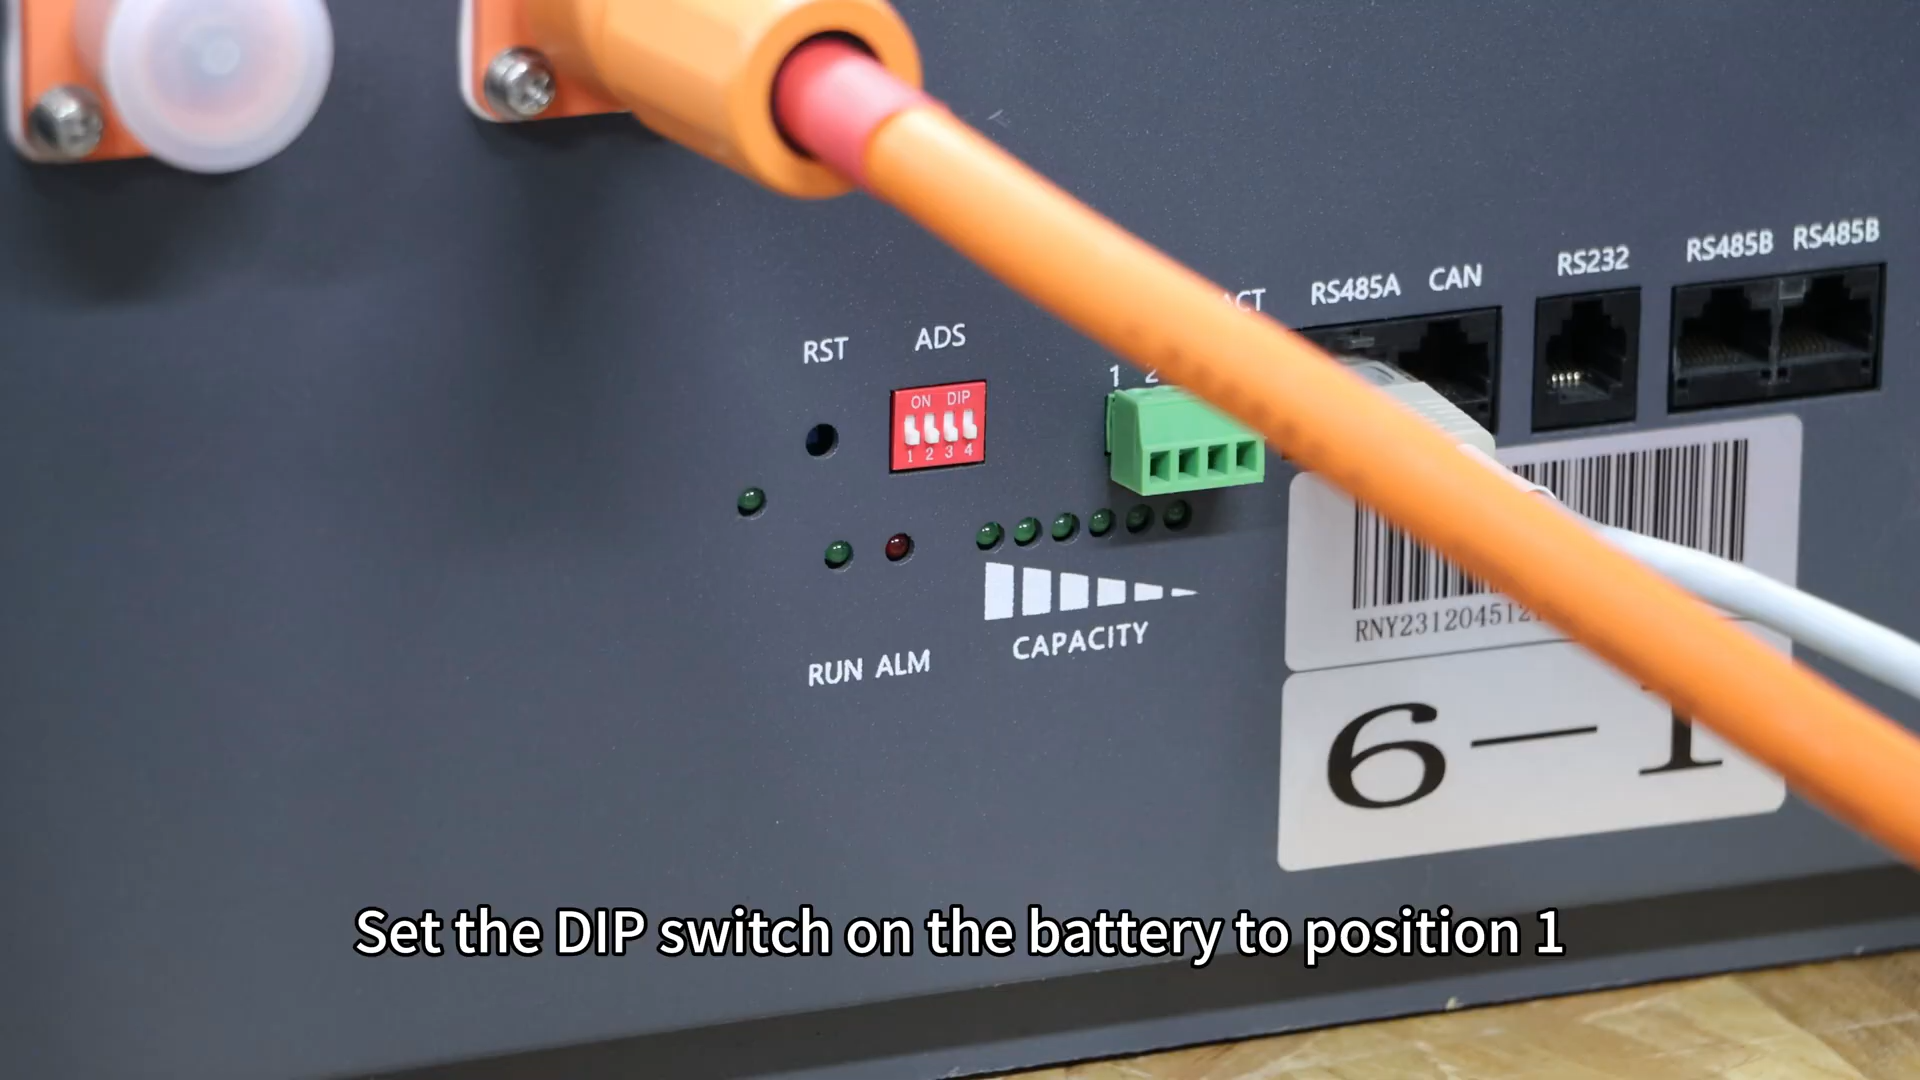 RST
ADS
ON DIP
1 2 3 4
1 2
RS485A CAN
RS232
RS485B RS485B
RUN ALM
CAPACITY
6-1
Set the DIP switch on the battery to position 1